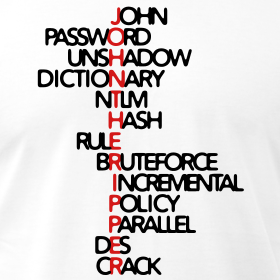 JOHN
PASSWORD
UNSHADOW
DICTIONARY
NTLM
HASH
RULE
BRUTEFORCE
INCREMENTAL
POLICY
PARALLEL
DES
CRACK